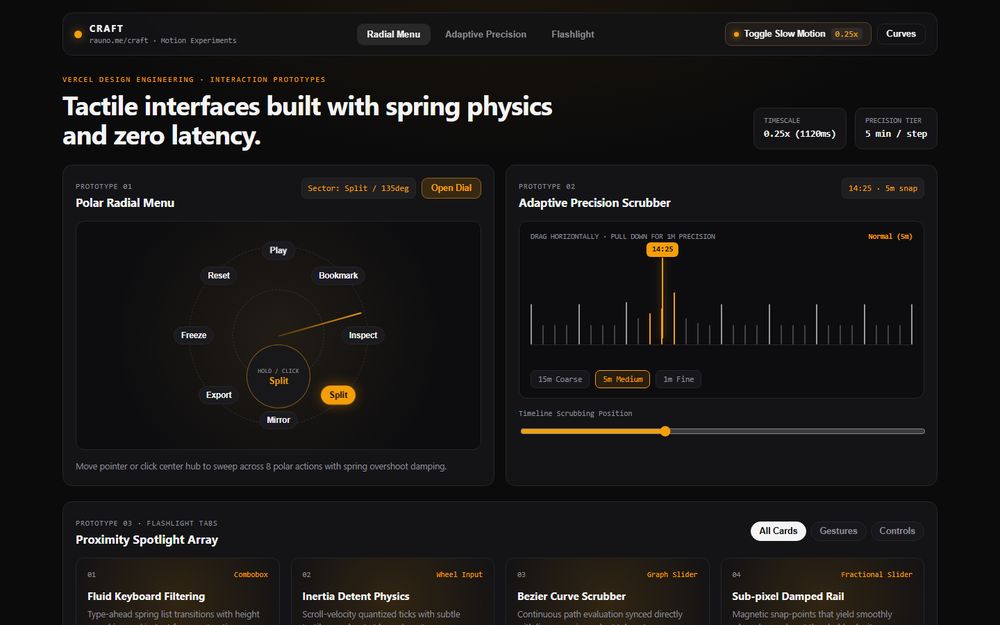 CRAFT
rauno.me/craft · Motion Experiments
Radial Menu
Adaptive Precision
Flashlight
Toggle Slow Motion 0.25x
Curves
VERCEL DESIGN ENGINEERING · INTERACTION PROTOTYPES
Tactile interfaces built with spring physics
and zero latency.
TIMESCALE
0.25x (1120ms)
PRECISION TIER
5 min / step
PROTOTYPE 01
Polar Radial Menu
Sector: Split / 135deg
Open Dial
Play
Reset
Bookmark
Freeze
Inspect
HOLD / CLICK
Split
Export
Split
Mirror
Move pointer or click center hub to sweep across 8 polar actions with spring overshoot damping.
PROTOTYPE 02
Adaptive Precision Scrubber
14:25 · 5m snap
DRAG HORIZONTALLY · PULL DOWN FOR 1M PRECISION
Normal (5m)
14:25
15m Coarse
5m Medium
1m Fine
Timeline Scrubbing Position
PROTOTYPE 03 · FLASHLIGHT TABS
Proximity Spotlight Array
All Cards
Gestures
Controls
01
Combobox
Fluid Keyboard Filtering
Type-ahead spring list transitions with height
02
Wheel Input
Inertia Detent Physics
Scroll-velocity quantized ticks with subtle
03
Graph Slider
Bezier Curve Scrubber
Continuous path evaluation synced directly
04
Fractional Slider
Sub-pixel Damped Rail
Magnetic snap-points that yield smoothly